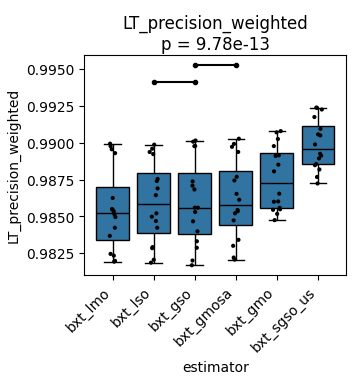 LT_precision_weighted
p = 9.78e-13
LT_precision_weighted
0.9950
0.9925
0.9900
0.9875
0.9850
0.9825
bxt_lmo
bxt_lso
bxt_gso
bxt_gmosa
bxt_gmo
bxt_sgso_us
estimator